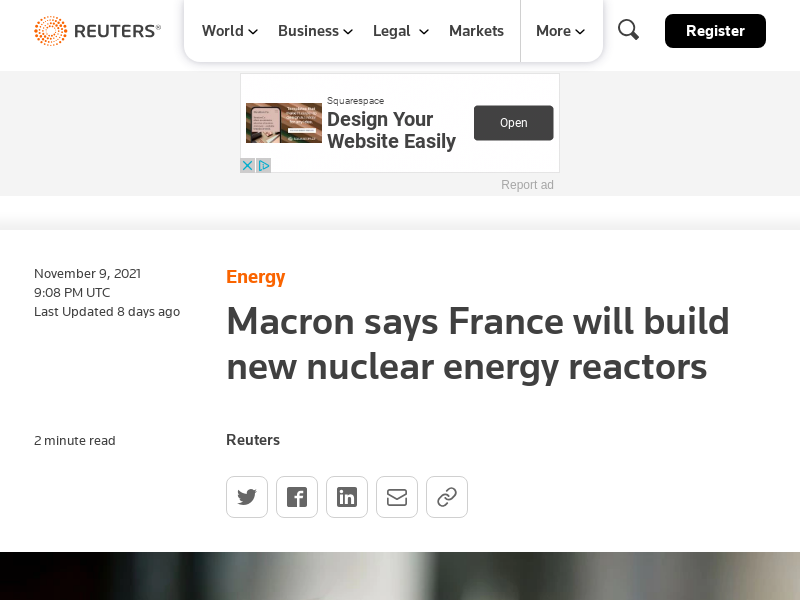 REUTERS®
World
Business
Legal
Markets
More
Register
Squarespace
Design Your
Website Easily
Open
Report ad
November 9, 2021
9:08 PM UTC
Last Updated 8 days ago
Energy
Macron says France will build
new nuclear energy reactors
2 minute read
Reuters